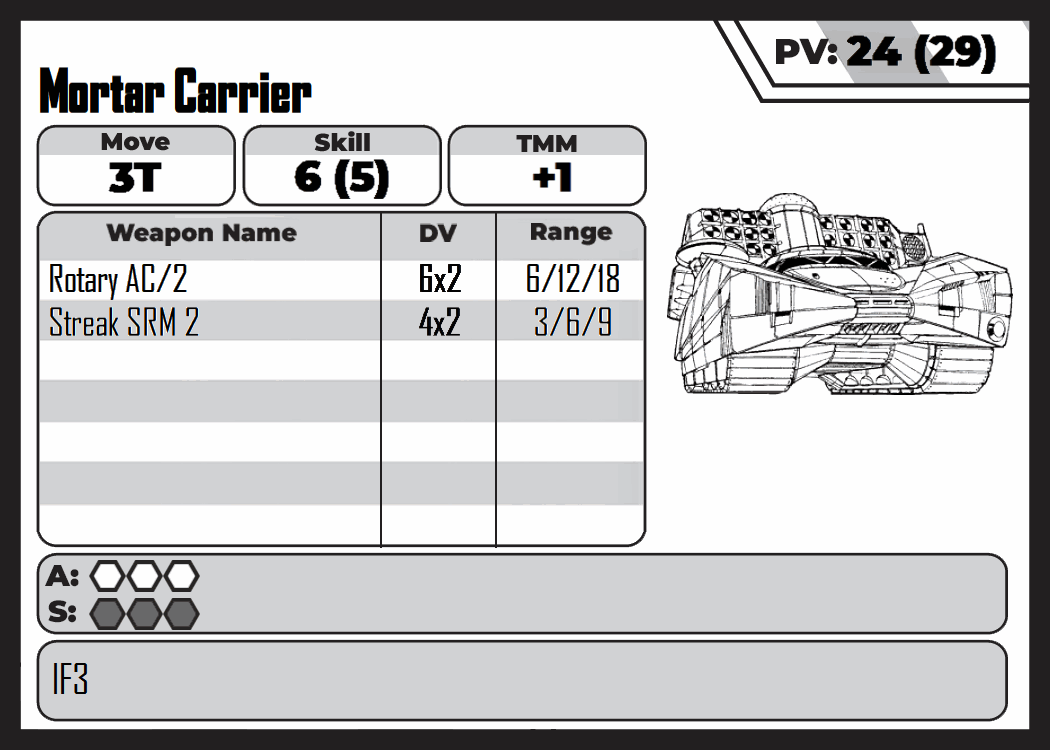 PV: 24 (29)
Mortar Carrier
Move Skill TMM
3T 6 (5) +1
Weapon Name DV Range
Rotary AC/2 6x2 6/12/18
Streak SRM 2 4x2 3/6/9
A:
S:
IF3